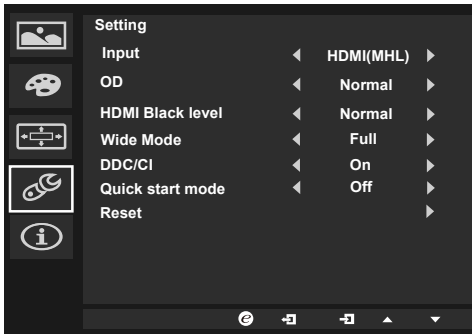 Setting
Input HDMI(MHL)
OD Normal
HDMI Black level Normal
Wide Mode Full
DDC/CI On
Quick start mode Off
Reset